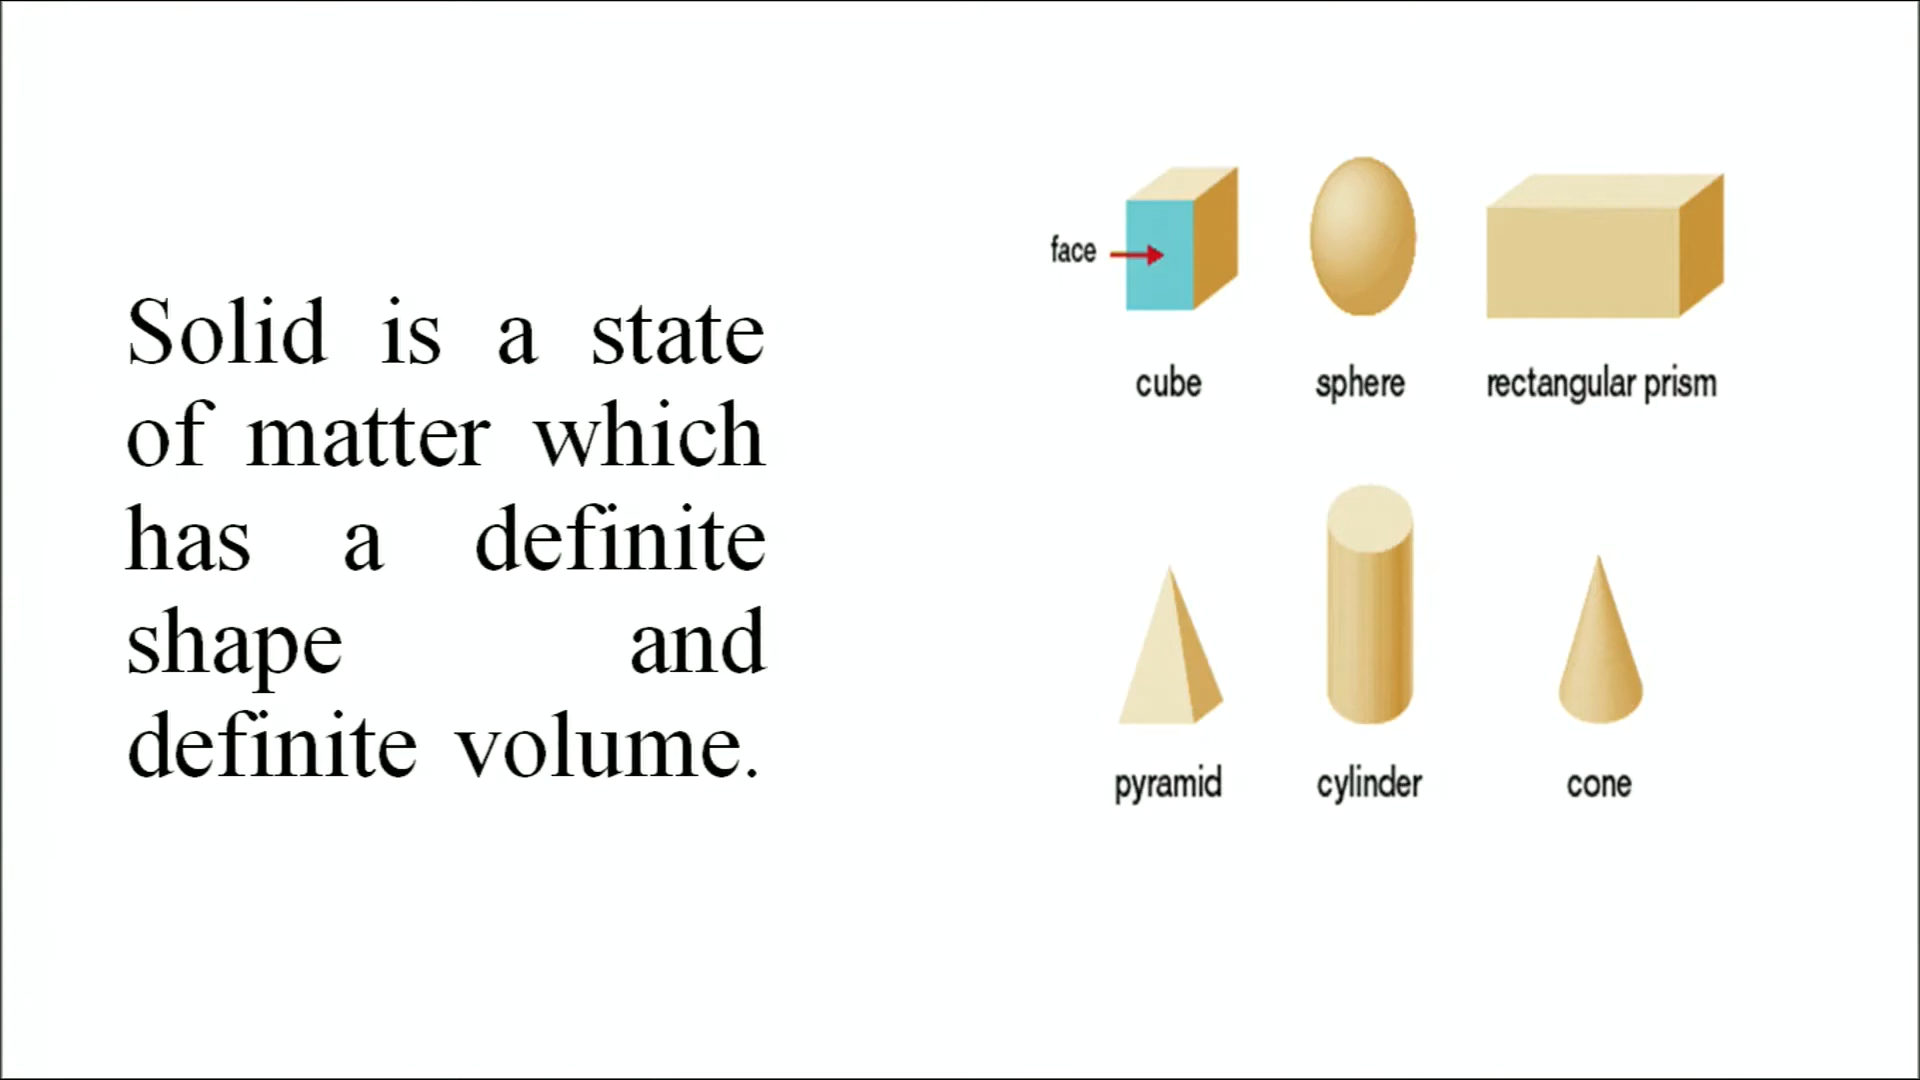 Solid is a state
of matter which
has a definite
shape and
definite volume.
face
cube sphere rectangular prism
pyramid cylinder cone